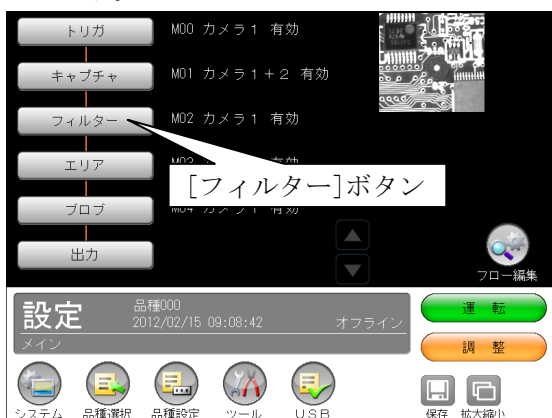 トリガ M00 カメラ1 有効
キャプチャ M01 カメラ1+2 有効
フィルター M02 カメラ1 有効
エリア
[フィルター]ボタン
ブロブ M04 カメラ1 有効
出力
フロー編集
設定 品種000
2012/02/15 09:08:42 オフライン
メイン
運 転
調 整
システム 品種選択 品種設定 ツール USB 保存 拡大縮小